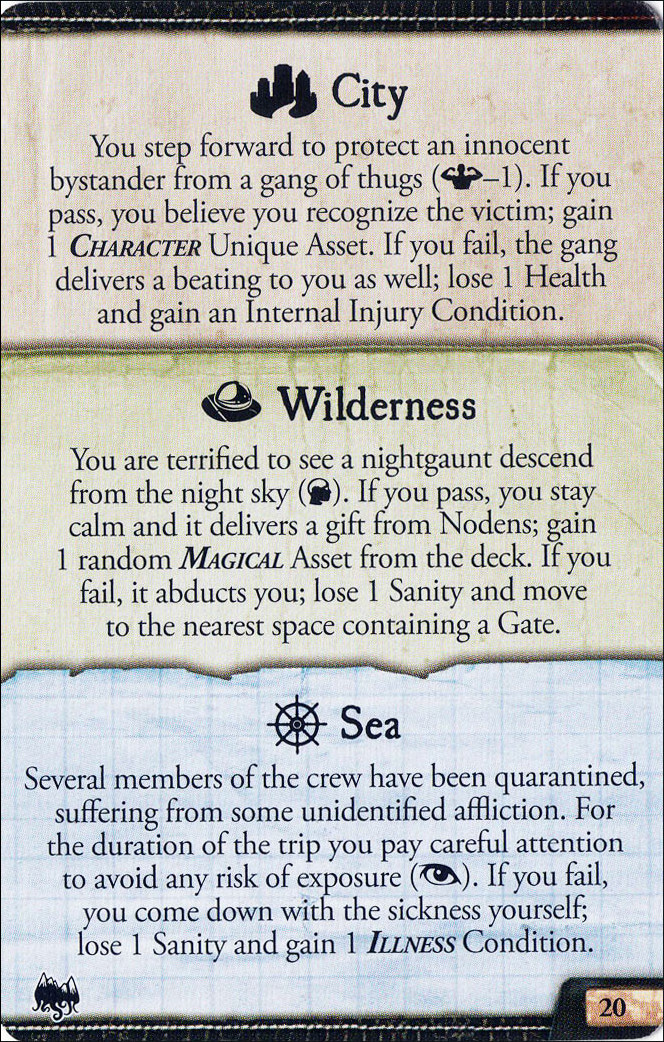 City
You step forward to protect an innocent
bystander from a gang of thugs ( –1). If you
pass, you believe you recognize the victim; gain
1 CHARACTER Unique Asset. If you fail, the gang
delivers a beating to you as well; lose 1 Health
and gain an Internal Injury Condition.
Wilderness
You are terrified to see a nightgaunt descend
from the night sky ( ). If you pass, you stay
calm and it delivers a gift from Nodens; gain
1 random MAGICAL Asset from the deck. If you
fail, it abducts you; lose 1 Sanity and move
to the nearest space containing a Gate.
Sea
Several members of the crew have been quarantined,
suffering from some unidentified affliction. For
the duration of the trip you pay careful attention
to avoid any risk of exposure ( ). If you fail,
you come down with the sickness yourself;
lose 1 Sanity and gain 1 ILLNESS Condition.
20